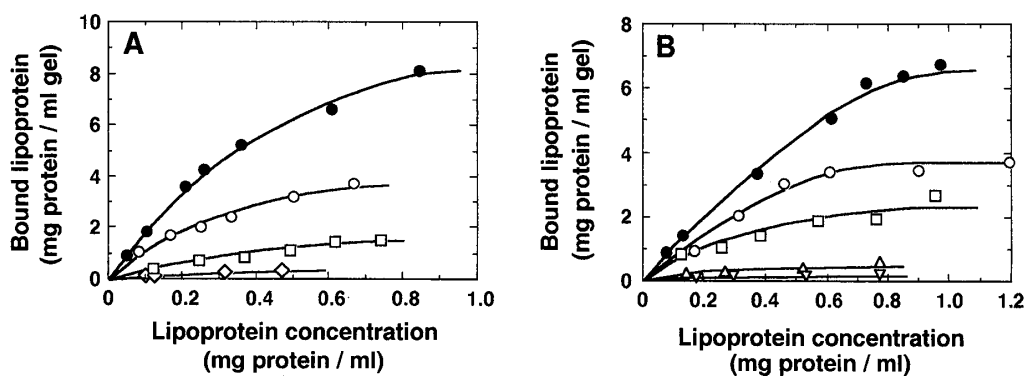 A
Bound lipoprotein
(mg protein / ml gel)
10
8
6
4
2
0
0 0.2 0.4 0.6 0.8 1.0
Lipoprotein concentration
(mg protein / ml)
B
Bound lipoprotein
(mg protein / ml gel)
8
6
4
2
0
0 0.2 0.4 0.6 0.8 1.0 1.2
Lipoprotein concentration
(mg protein / ml)